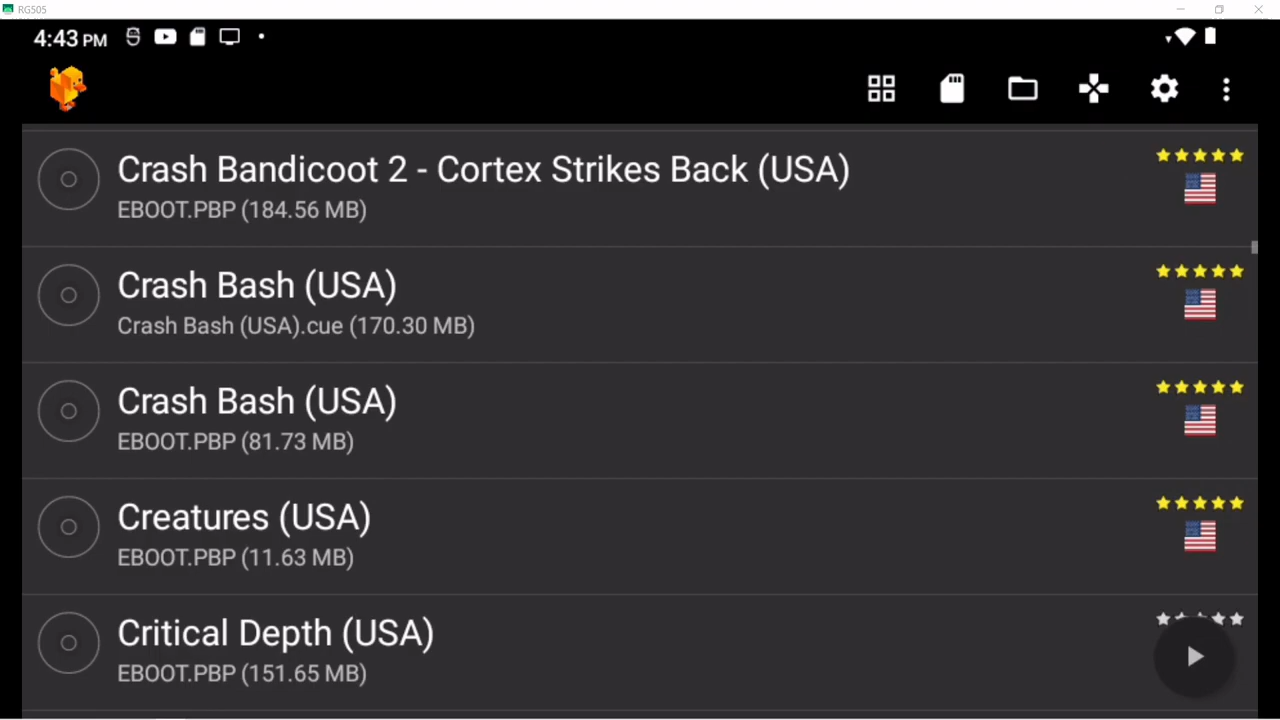 RG505
4:43 PM
Crash Bandicoot 2 - Cortex Strikes Back (USA)
EBOOT.PBP (184.56 MB)
Crash Bash (USA)
Crash Bash (USA).cue (170.30 MB)
Crash Bash (USA)
EBOOT.PBP (81.73 MB)
Creatures (USA)
EBOOT.PBP (11.63 MB)
Critical Depth (USA)
EBOOT.PBP (151.65 MB)